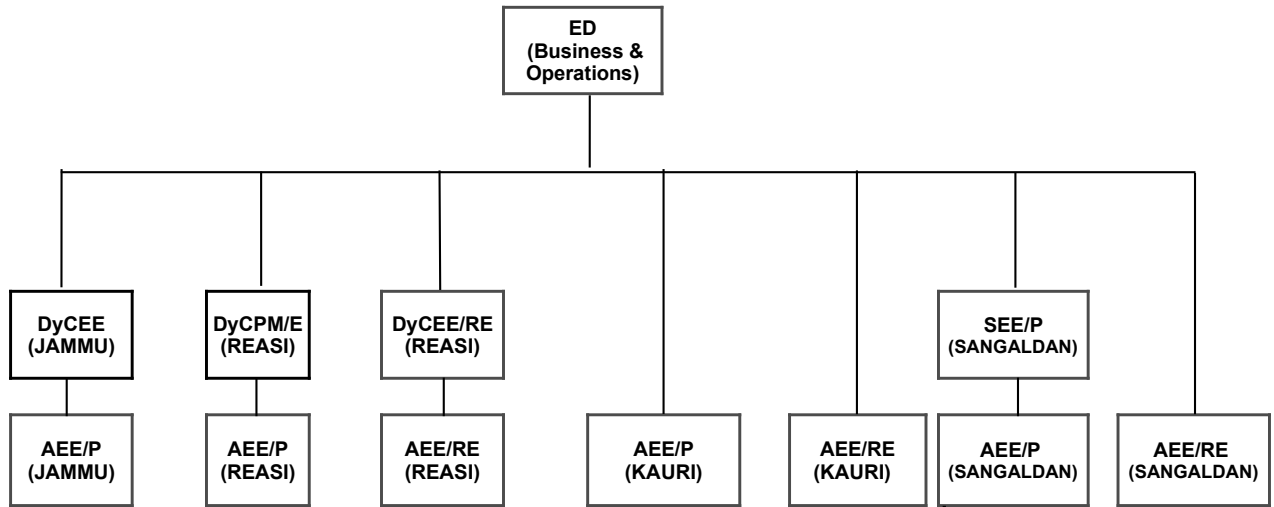 ED
(Business &
Operations)
DyCEE
(JAMMU)
DyCPM/E
(REASI)
DyCEE/RE
(REASI)
SEE/P
(SANGALDAN)
AEE/P
(JAMMU)
AEE/P
(REASI)
AEE/RE
(REASI)
AEE/P
(KAURI)
AEE/RE
(KAURI)
AEE/P
(SANGALDAN)
AEE/RE
(SANGALDAN)